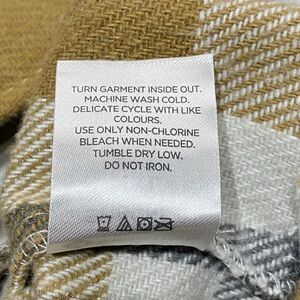 TURN GARMENT INSIDE OUT.
MACHINE WASH COLD.
DELICATE CYCLE WITH LIKE
COLOURS.
USE ONLY NON-CHLORINE
BLEACH WHEN NEEDED.
TUMBLE DRY LOW.
DO NOT IRON.